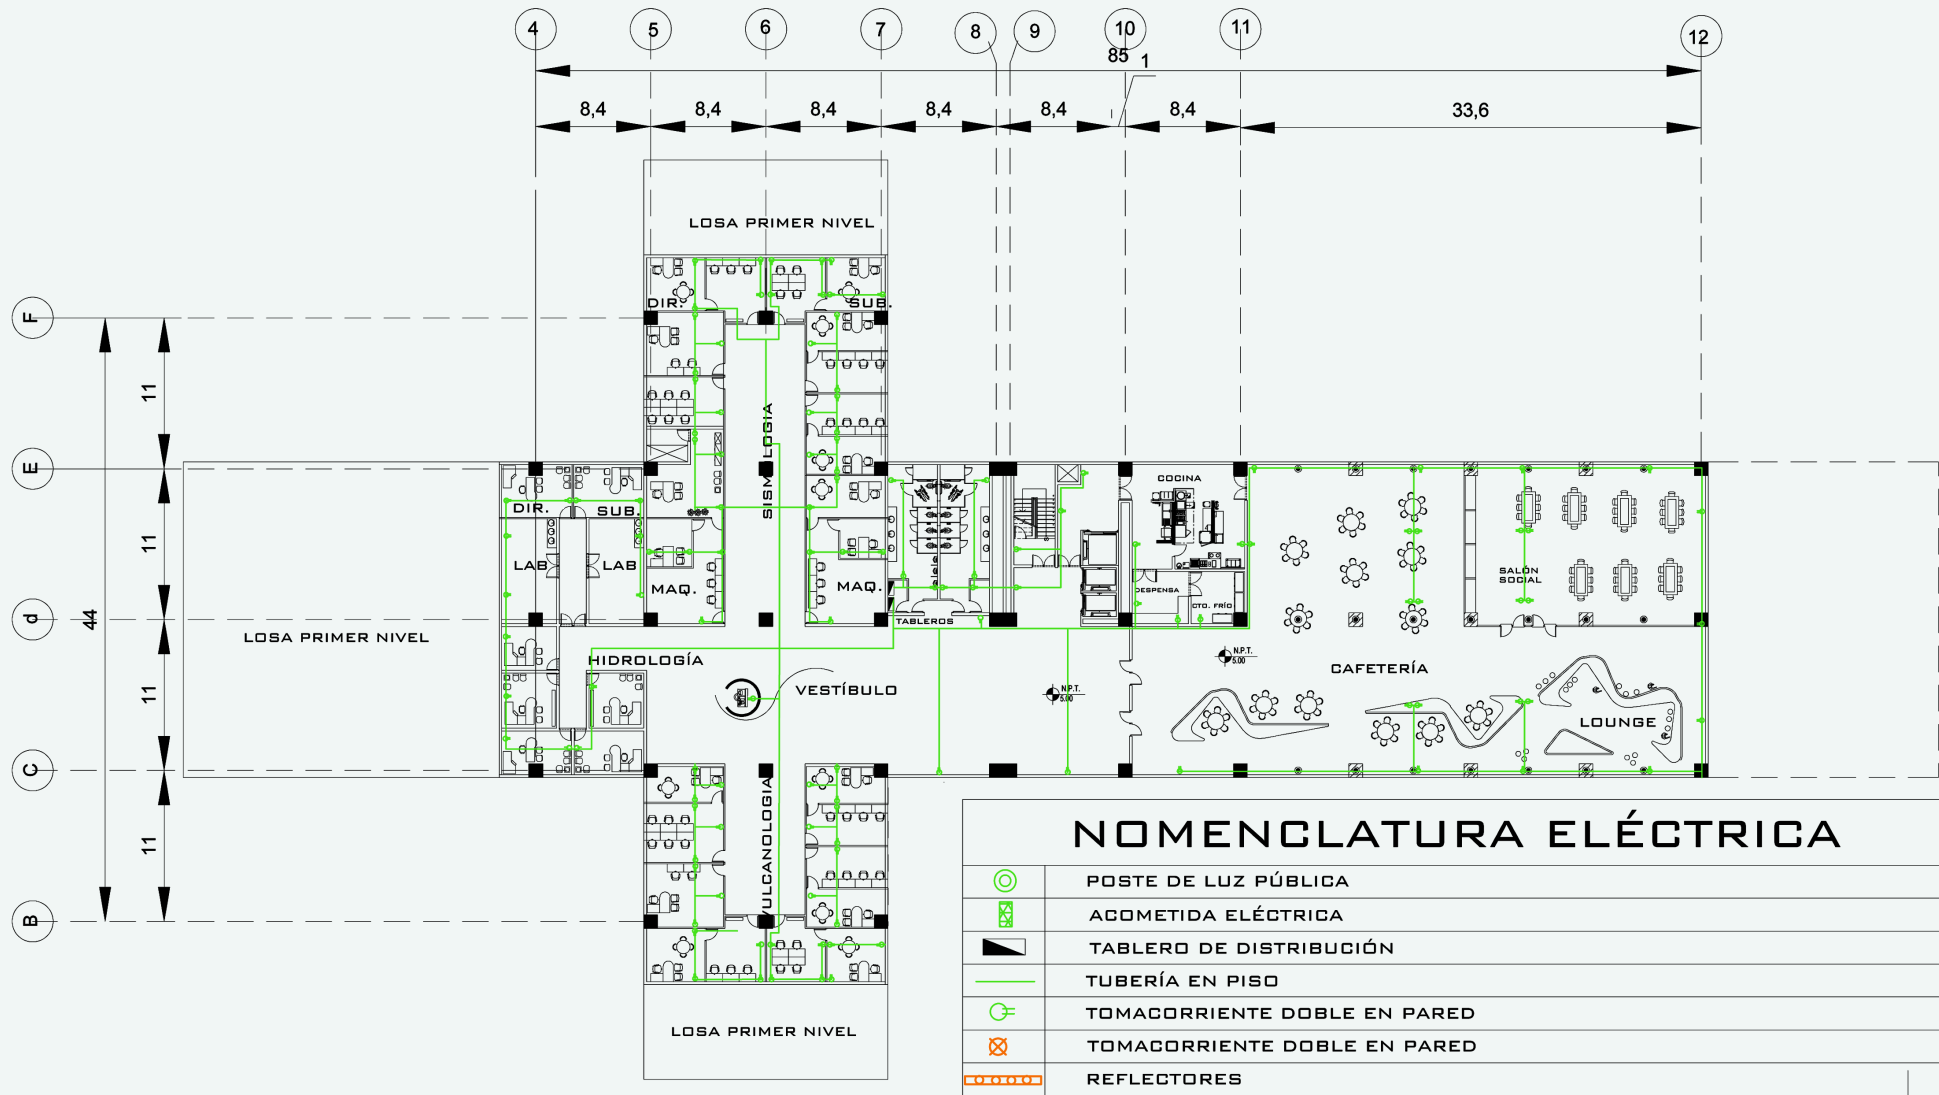 4
5
6
7
8
9
10
11
12
85
1
8,4
8,4
8,4
8,4
8,4
8,4
33,6
LOSA PRIMER NIVEL
F
E
d
C
B
11
11
11
11
44
DIR.
SUB.
SISMOLOGIA
DIR.
SUB.
LAB
LAB
MAQ.
MAQ.
TABLEROS
COCINA
DESPENSA
CTO. FRÍO
SALÓN
SOCIAL
LOSA PRIMER NIVEL
HIDROLOGÍA
VESTÍBULO
N.P.T.
5.00
N.P.T.
5.00
CAFETERÍA
LOUNGE
VULCANOLOGIA
LOSA PRIMER NIVEL
NOMENCLATURA ELÉCTRICA
POSTE DE LUZ PÚBLICA
ACOMETIDA ELÉCTRICA
TABLERO DE DISTRIBUCIÓN
TUBERÍA EN PISO
TOMACORRIENTE DOBLE EN PARED
TOMACORRIENTE DOBLE EN PARED
REFLECTORES